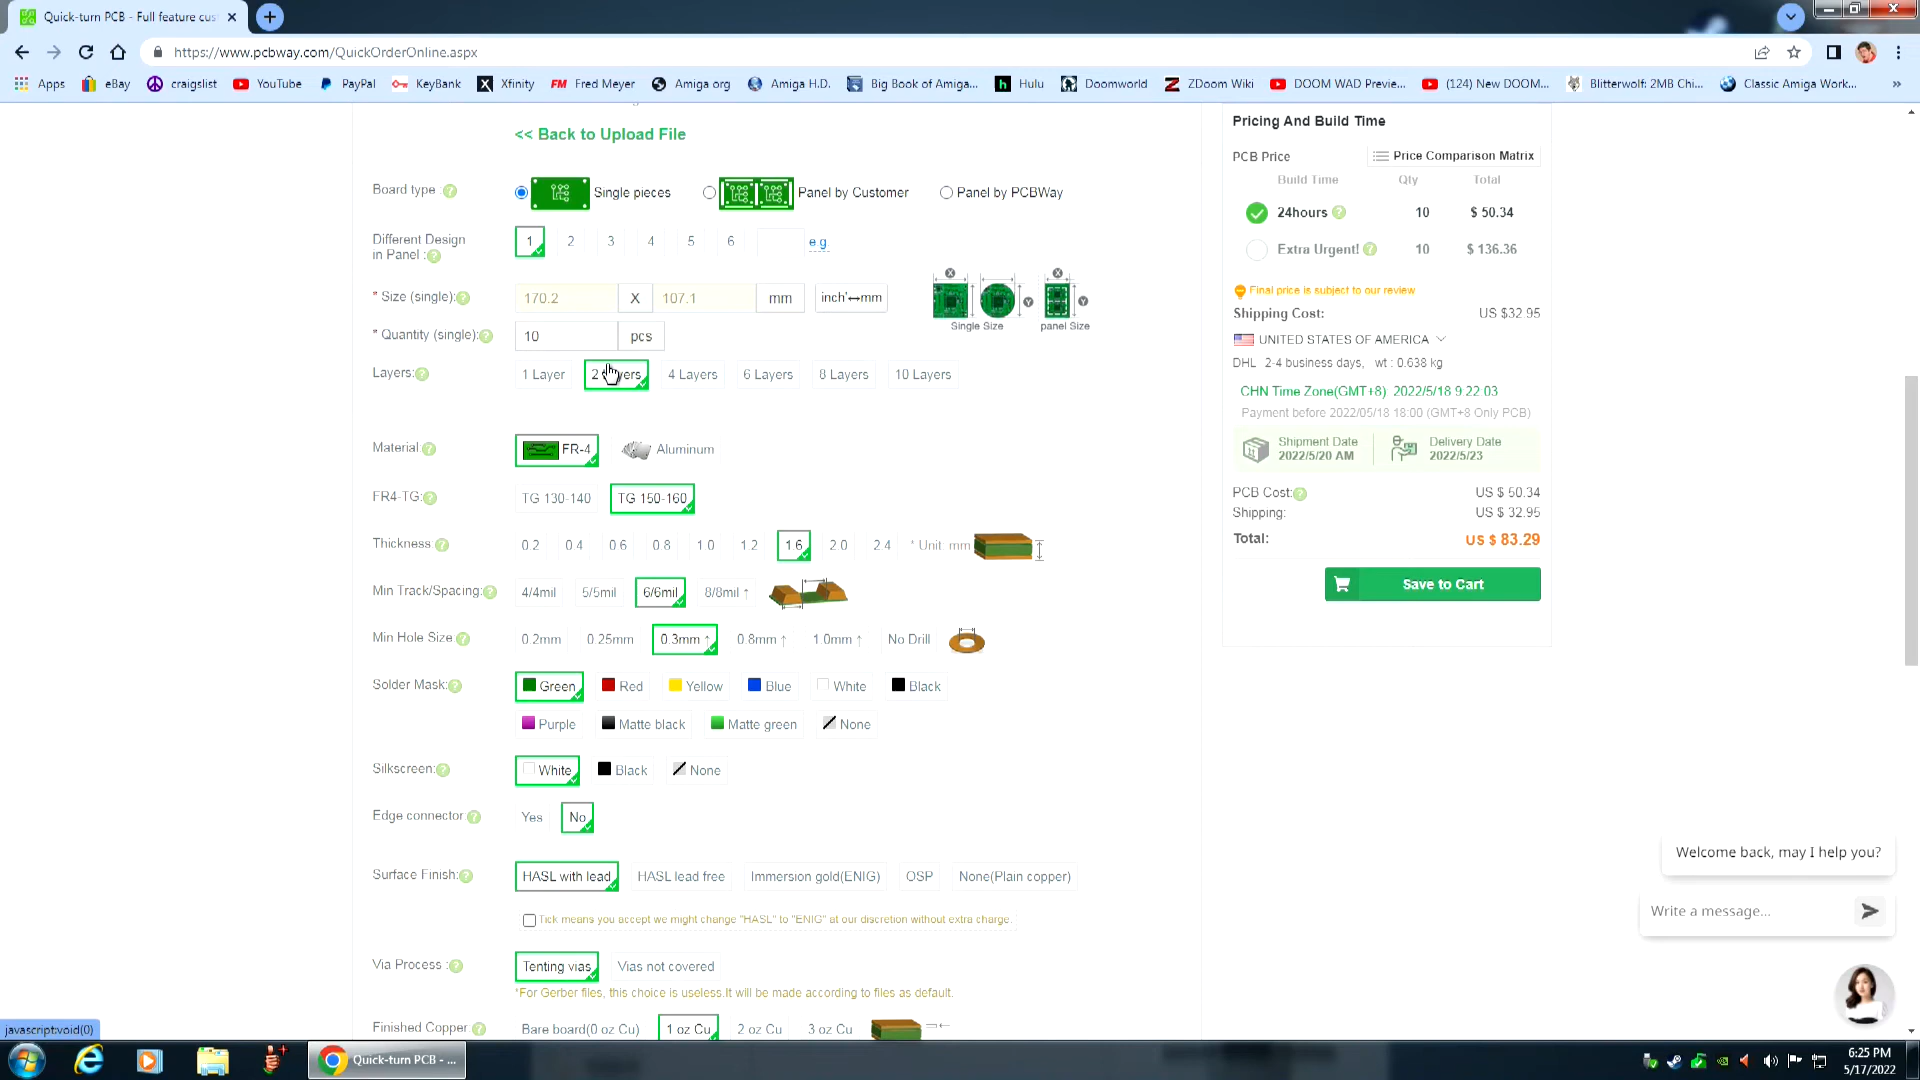 Quick-turn PCB - Full feature cus
https://www.pcbway.com/QuickOrderOnline.aspx
Apps eBay craigslist YouTube PayPal KeyBank Xfinity FM Fred Meyer Amiga org Amiga H.D. Big Book of Amiga... Hulu Doomworld ZDoom Wiki DOOM WAD Previe... (124) New DOOM... Blitterwolf: 2MB Chi... Classic Amiga Work... »
<< Back to Upload File
Board type ? Single pieces Panel by Customer Panel by PCBWay
Different Design
in Panel :? 1 2 3 4 5 6 e.g.
* Size (single):? 170.2 X 107.1 mm inch'↔mm
X X
Y Y
Single Size panel Size
* Quantity (single):? 10 pcs
Layers:? 1 Layer 2 Layers 4 Layers 6 Layers 8 Layers 10 Layers
Material:? FR-4 Aluminum
FR4-TG:? TG 130-140 TG 150-160
Thickness:? 0.2 0.4 0.6 0.8 1.0 1.2 1.6 2.0 2.4 * Unit: mm
Min Track/Spacing:? 4/4mil 5/5mil 6/6mil 8/8mil ↑
Min Hole Size:? 0.2mm 0.25mm 0.3mm ↑ 0.8mm ↑ 1.0mm ↑ No Drill
Solder Mask:? Green Red Yellow Blue White Black
Purple Matte black Matte green None
Silkscreen:? White Black None
Edge connector:? Yes No
Surface Finish:? HASL with lead HASL lead free Immersion gold(ENIG) OSP None(Plain copper)
Tick means you accept we might change "HASL" to "ENIG" at our discretion without extra charge.
Via Process :? Tenting vias Vias not covered
*For Gerber files, this choice is useless.It will be made according to files as default.
Finished Copper:? Bare board(0 oz Cu) 1 oz Cu 2 oz Cu 3 oz Cu
Pricing And Build Time
PCB Price Price Comparison Matrix
Build Time Qty Total
24hours ? 10 $ 50.34
Extra Urgent! ? 10 $ 136.36
Final price is subject to our review
Shipping Cost: US $32.95
UNITED STATES OF AMERICA
DHL 2-4 business days, wt : 0.638 kg
CHN Time Zone(GMT+8) 2022/5/18 9:22:03
Payment before 2022/05/18 18:00 (GMT+8 Only PCB)
Shipment Date Delivery Date
2022/5/20 AM 2022/5/23
PCB Cost:? US $ 50.34
Shipping: US $ 32.95
Total: US $ 83.29
Save to Cart
Welcome back, may I help you?
Write a message...
javascript:void(0)
Quick-turn PCB - ...
6:25 PM
5/17/2022